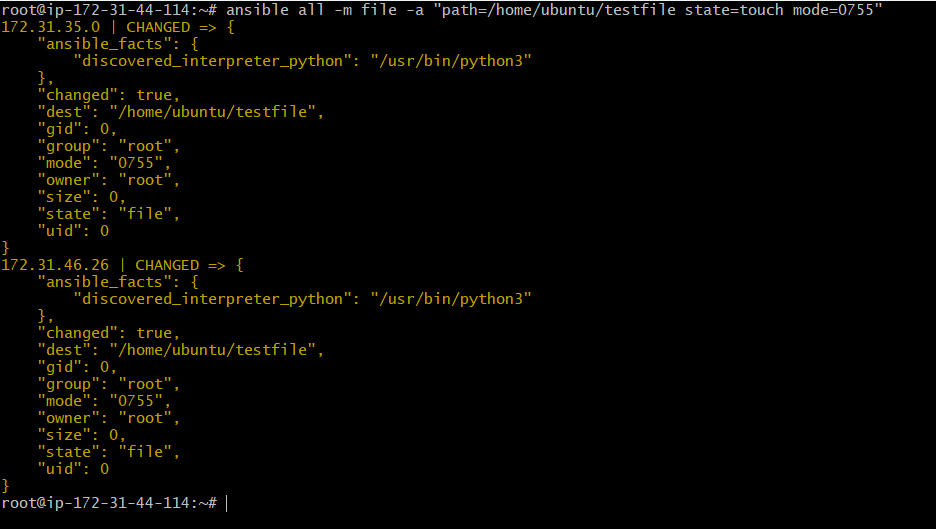 root@ip-172-31-44-114:~# ansible all -m file -a "path=/home/ubuntu/testfile state=touch mode=0755"
172.31.35.0 | CHANGED => {
    "ansible_facts": {
        "discovered_interpreter_python": "/usr/bin/python3"
    },
    "changed": true,
    "dest": "/home/ubuntu/testfile",
    "gid": 0,
    "group": "root",
    "mode": "0755",
    "owner": "root",
    "size": 0,
    "state": "file",
    "uid": 0
}
172.31.46.26 | CHANGED => {
    "ansible_facts": {
        "discovered_interpreter_python": "/usr/bin/python3"
    },
    "changed": true,
    "dest": "/home/ubuntu/testfile",
    "gid": 0,
    "group": "root",
    "mode": "0755",
    "owner": "root",
    "size": 0,
    "state": "file",
    "uid": 0
}
root@ip-172-31-44-114:~#